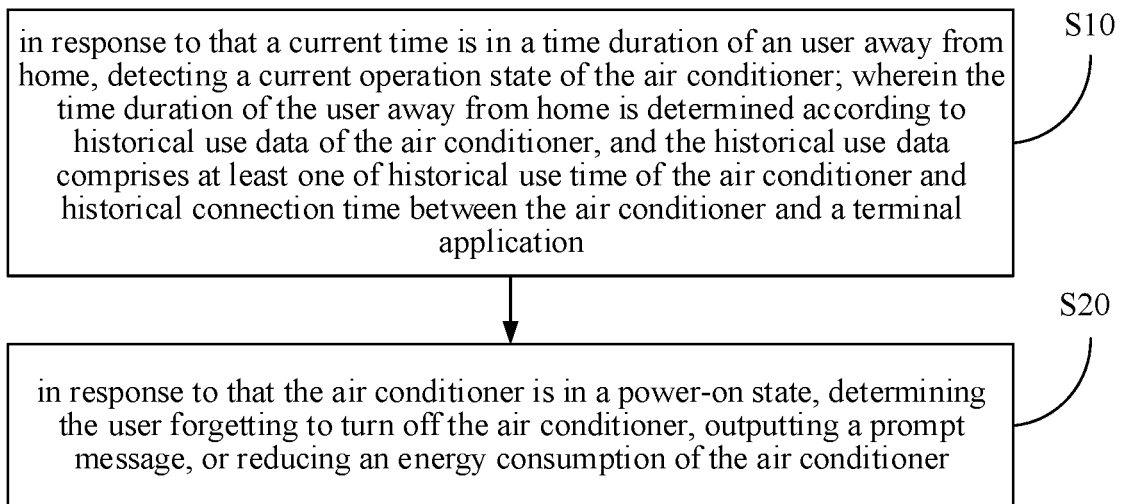 in response to that a current time is in a time duration of an user away from
S10
home, detecting a current operation state of the air conditioner; wherein the
time duration of the user away from home is determined according to
historical use data of the air conditioner, and the historical use data
comprises at least one of historical use time of the air conditioner and
historical connection time between the air conditioner and a terminal
application
S20
in response to that the air conditioner is in a power-on state, determining
the user forgetting to turn off the air conditioner, outputting a prompt
message, or reducing an energy consumption of the air conditioner